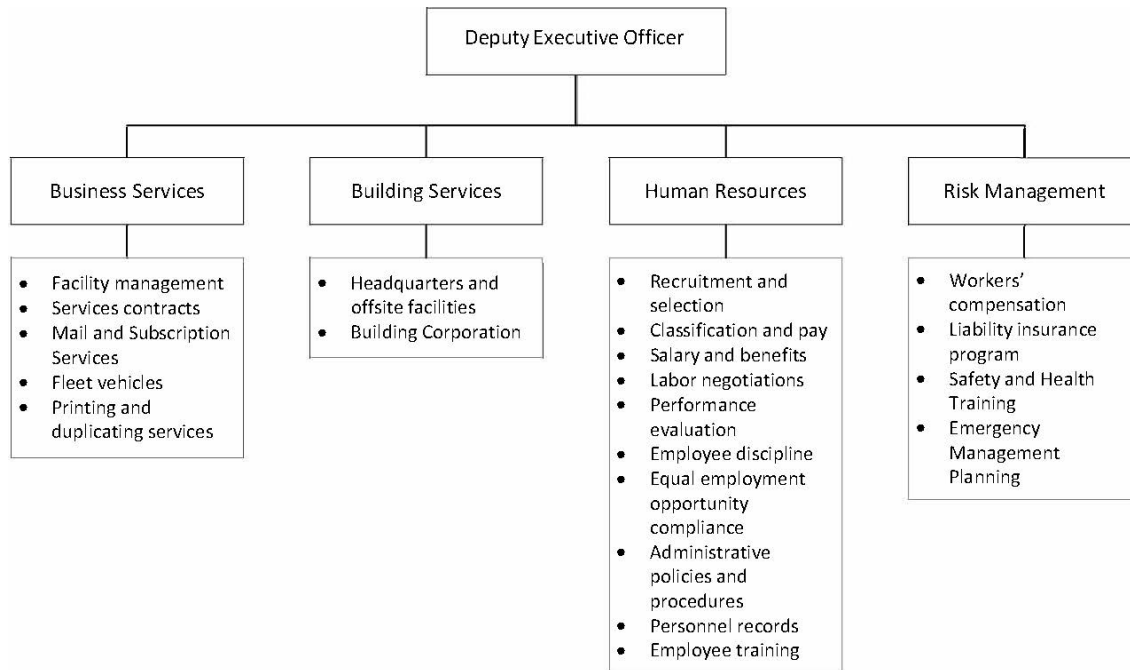 Deputy Executive Officer
Business Services
• Facility management
• Services contracts
• Mail and Subscription
Services
• Fleet vehicles
• Printing and
duplicating services
Building Services
• Headquarters and
offsite facilities
• Building Corporation
Human Resources
• Recruitment and
selection
• Classification and pay
• Salary and benefits
• Labor negotiations
• Performance
evaluation
• Employee discipline
• Equal employment
opportunity
compliance
• Administrative
policies and
procedures
• Personnel records
• Employee training
Risk Management
• Workers’
compensation
• Liability insurance
program
• Safety and Health
Training
• Emergency
Management
Planning